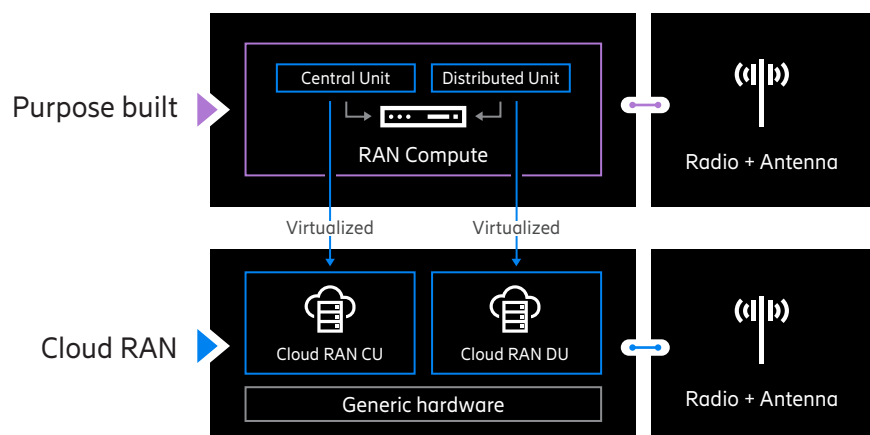 Purpose built
Central Unit
Distributed Unit
RAN Compute
Radio + Antenna
Virtualized
Virtualized
Cloud RAN
Cloud RAN CU
Cloud RAN DU
Generic hardware
Radio + Antenna